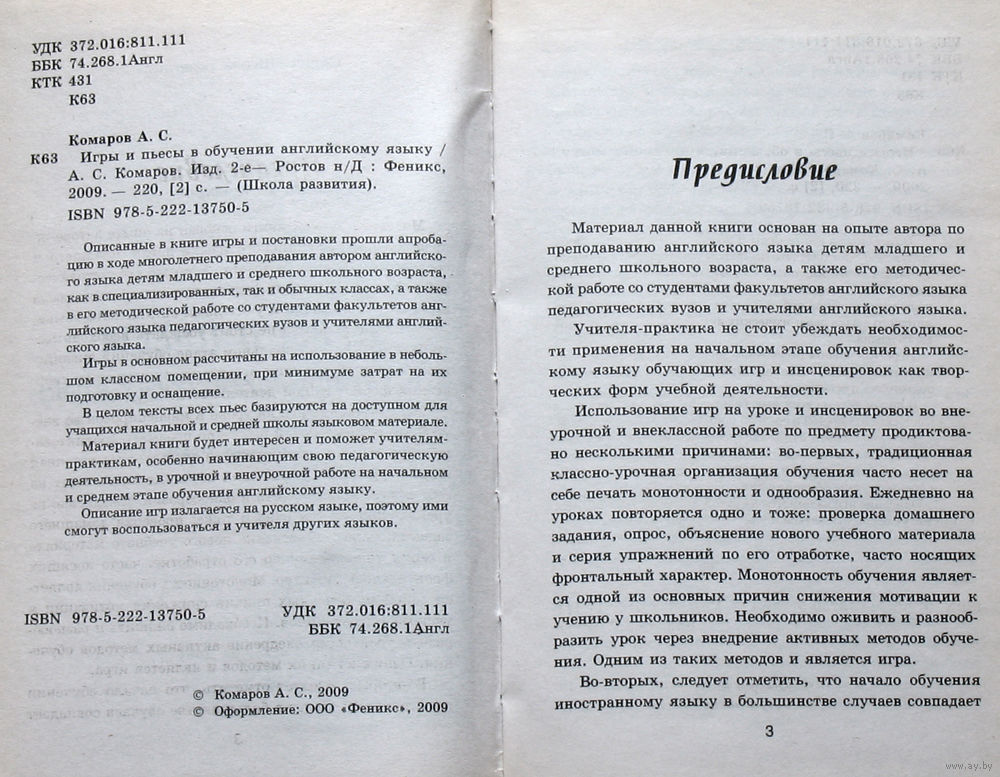 УДК 372.016:811.111
ББК 74.268.1Англ
КТК 431
К63
Комаров А. С.
К63 Игры и пьесы в обучении английскому языку /
А. С. Комаров. Изд. 2-е— Ростов н/Д : Феникс,
2009. — 220, [2] с. — (Школа развития).
ISBN 978-5-222-13750-5
Описанные в книге игры и постановки прошли апроба-
цию в ходе многолетнего преподавания автором английско-
го языка детям младшего и среднего школьного возраста,
как в специализированных, так и обычных классах, а также
в его методической работе со студентами факультетов анг-
лийского языка педагогических вузов и учителями англий-
ского языка.
Игры в основном рассчитаны на использование в неболь-
шом классном помещении, при минимуме затрат на их
подготовку и оснащение.
В целом тексты всех пьес базируются на доступном для
учащихся начальной и средней школы языковом материале.
Материал книги будет интересен и поможет учителям-
практикам, особенно начинающим свою педагогическую
деятельность, в урочной и внеурочной работе на начальном
и среднем этапе обучения английскому языку.
Описание игр излагается на русском языке, поэтому ими
смогут воспользоваться и учителя других языков.
ISBN 978-5-222-13750-5
УДК 372.016:811.111
ББК 74.268.1Англ
© Комаров А. С., 2009
© Оформление: ООО «Феникс», 2009
Предисловие
Материал данной книги основан на опыте автора по
преподаванию английского языка детям младшего и
среднего школьного возраста, а также его методичес-
кой работе со студентами факультетов английского языка
педагогических вузов и учителями английского языка.
Учителя-практика не стоит убеждать необходимос-
ти применения на начальном этапе обучения английс-
кому языку обучающих игр и инсценировок как твор-
ческих форм учебной деятельности.
Использование игр на уроке и инсценировок во вне-
урочной и внеклассной работе по предмету продиктова-
но несколькими причинами: во-первых, традиционная
классно-урочная организация обучения часто несет на
себе печать монотонности и однообразия. Ежедневно на
уроках повторяется одно и тоже: проверка домашнего
задания, опрос, объяснение нового учебного материала
и серия упражнений по его отработке, часто носящих
фронтальный характер. Монотонность обучения являет-
ся одной из основных причин снижения мотивации к
учению у школьников. Необходимо оживить и разнооб-
разить урок через внедрение активных методов обуче-
ния. Одним из таких методов и является игра.
Во-вторых, следует отметить, что начало обучения
иностранному языку в большинстве случаев совпадает
3
www.ay.by